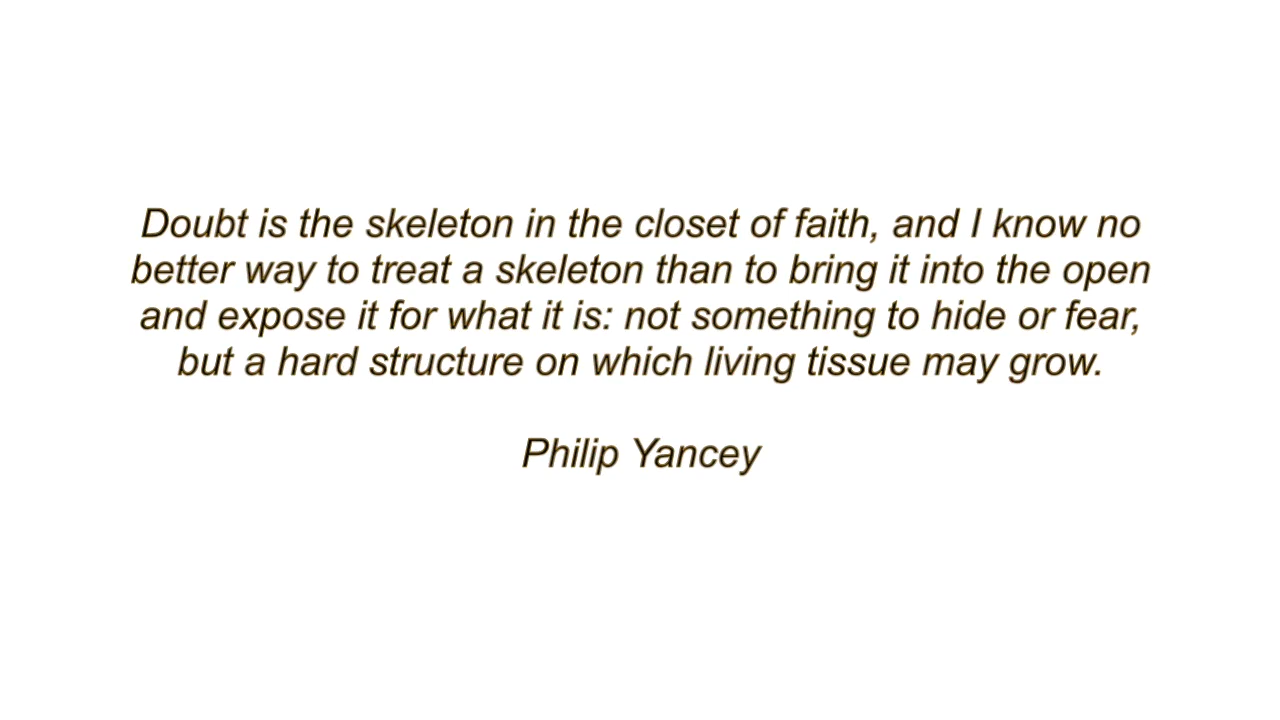 Doubt is the skeleton in the closet of faith, and I know no
better way to treat a skeleton than to bring it into the open
and expose it for what it is: not something to hide or fear,
but a hard structure on which living tissue may grow.
Philip Yancey